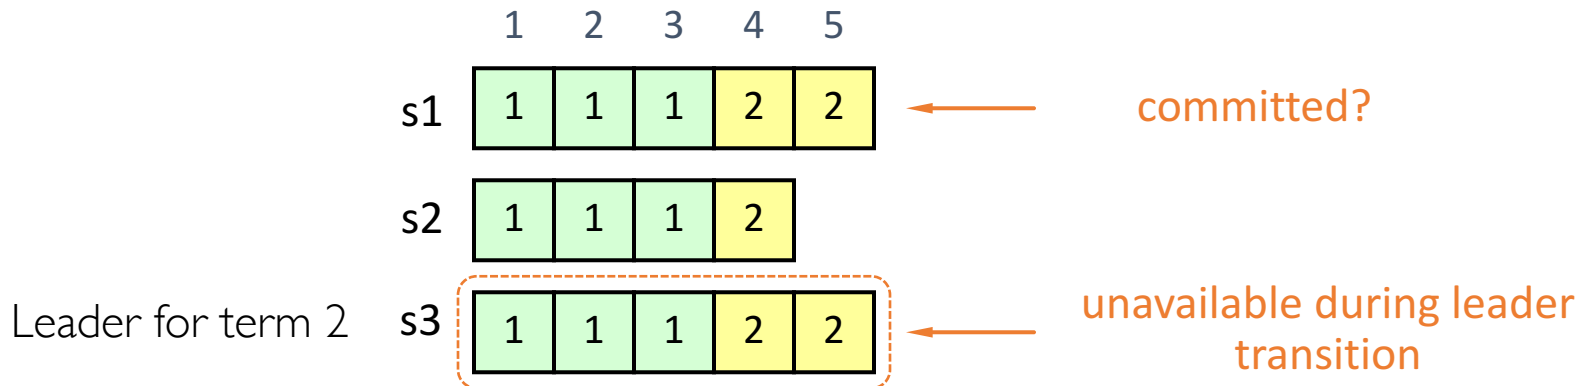 1 2 3 4 5
s1 1 1 1 2 2 committed?
s2 1 1 1 2
Leader for term 2 s3 1 1 1 2 2 unavailable during leader
transition